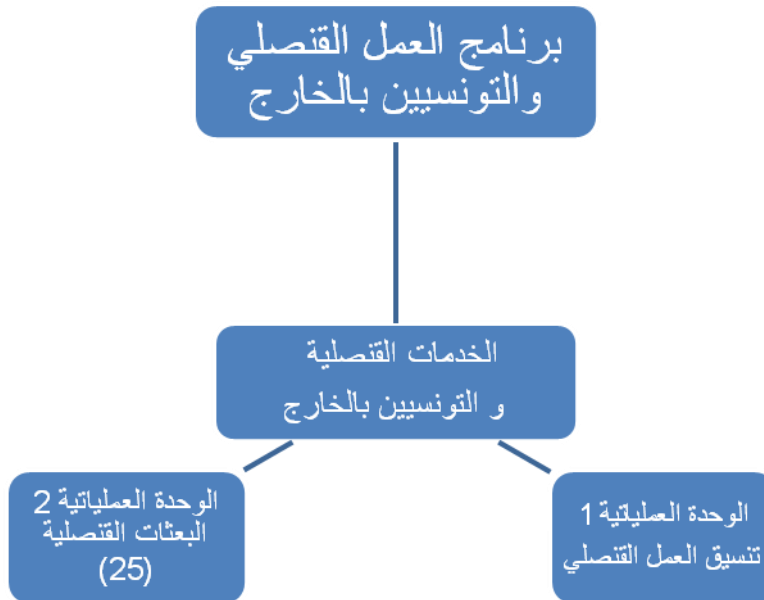 برنامج العمل القنصلي
والتونسيين بالخارج
الخدمات القنصلية
و التونسيين بالخارج
الوحدة العملياتية 1
تنسيق العمل القنصلي
الوحدة العملياتية 2
البعثات القنصلية
(25)